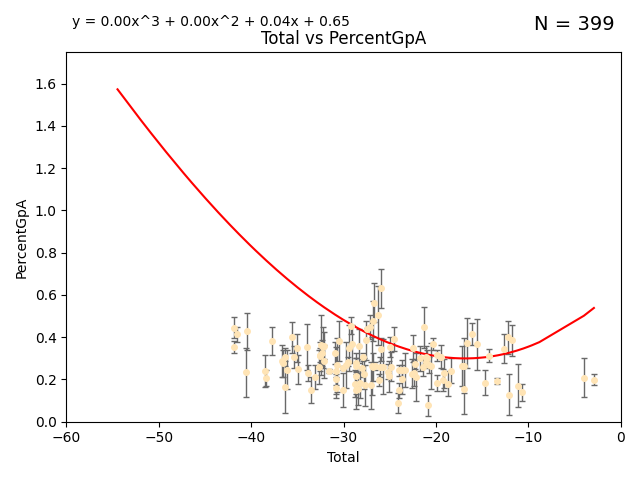 y = 0.00x^3 + 0.00x^2 + 0.04x + 0.65
N = 399
Total vs PercentGpA
1.6
1.4
1.2
1.0
0.8
0.6
0.4
0.2
0.0
PercentGpA
−60 −50 −40 −30 −20 −10 0
Total